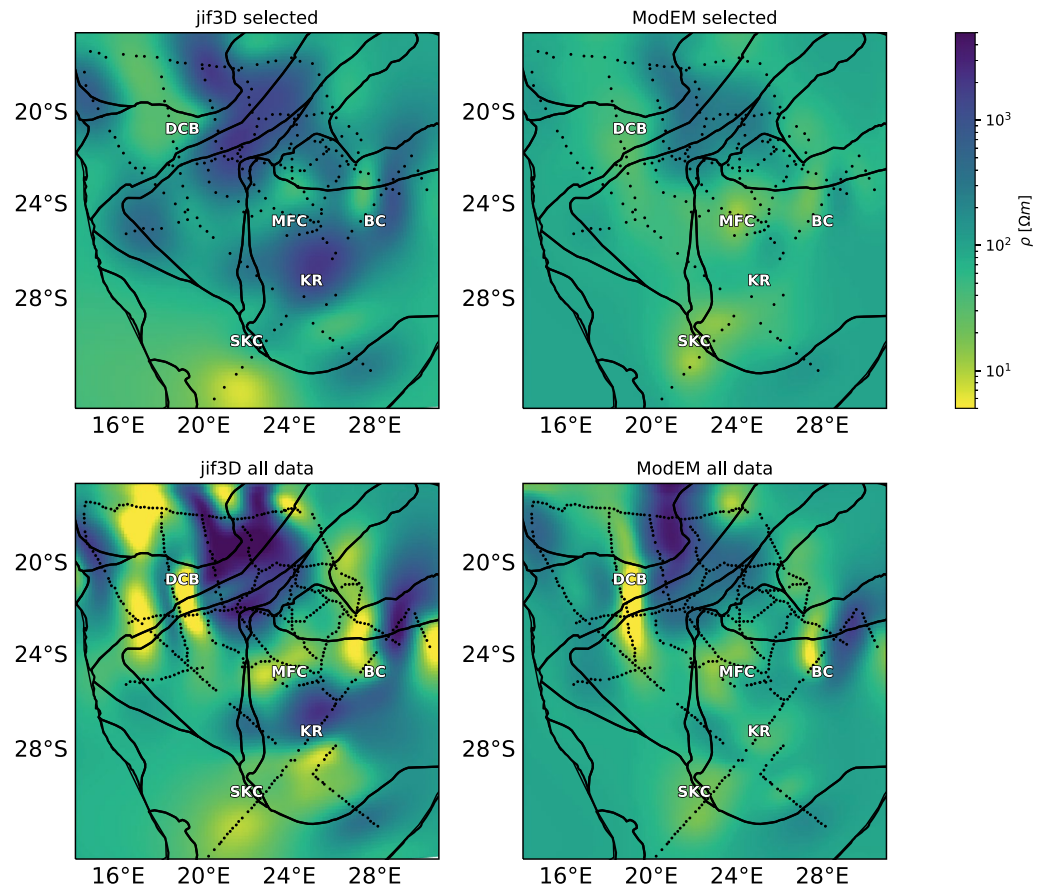 jif3D selected
ModEM selected
20°S
24°S
28°S
DCB
MFC
BC
KR
SKC
DCB
MFC
BC
KR
SKC
10³
10²
10¹
ρ [Ωm]
16°E 20°E 24°E 28°E
16°E 20°E 24°E 28°E
jif3D all data
ModEM all data
20°S
24°S
28°S
DCB
MFC
BC
KR
SKC
20°S
24°S
28°S
DCB
MFC
BC
KR
SKC
16°E 20°E 24°E 28°E
16°E 20°E 24°E 28°E